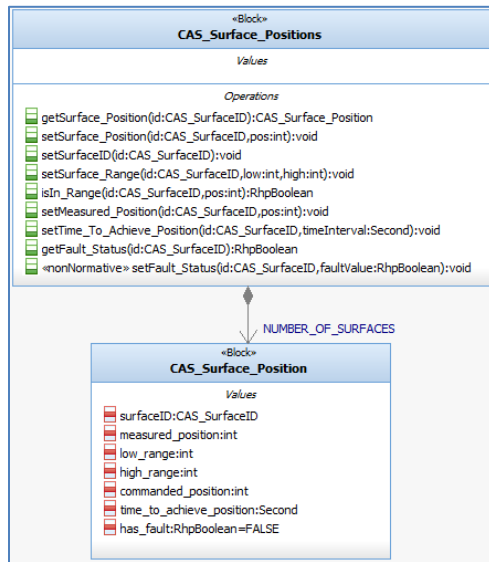 «Block»
CAS_Surface_Positions
Values
Operations
getSurface_Position(id:CAS_SurfaceID):CAS_Surface_Position
setSurface_Position(id:CAS_SurfaceID,pos:int):void
setSurfaceID(id:CAS_SurfaceID):void
setSurface_Range(id:CAS_SurfaceID,low:int,high:int):void
isIn_Range(id:CAS_SurfaceID,pos:int):RhpBoolean
setMeasured_Position(id:CAS_SurfaceID,pos:int):void
setTime_To_Achieve_Position(id:CAS_SurfaceID,timeInterval:Second):void
getFault_Status(id:CAS_SurfaceID):RhpBoolean
«nonNormative» setFault_Status(id:CAS_SurfaceID,faultValue:RhpBoolean):void
NUMBER_OF_SURFACES
«Block»
CAS_Surface_Position
Values
surfaceID:CAS_SurfaceID
measured_position:int
low_range:int
high_range:int
commanded_position:int
time_to_achieve_position:Second
has_fault:RhpBoolean=FALSE